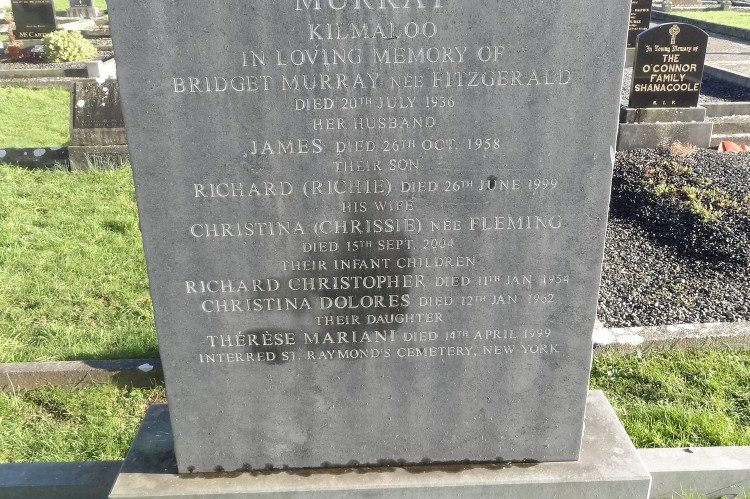 MURRAY
KILMALOO
IN LOVING MEMORY OF
BRIDGET MURRAY NÉE FITZGERALD
DIED 20TH JULY 1936
HER HUSBAND
JAMES DIED 26TH OCT. 1958
THEIR SON
RICHARD (RICHIE) DIED 26TH JUNE 1999
HIS WIFE
CHRISTINA (CHRISSIE) NÉE FLEMING
DIED 15TH SEPT. 2004
THEIR INFANT CHILDREN
RICHARD CHRISTOPHER DIED 11TH JAN. 1954
CHRISTINA DOLORES DIED 12TH JAN. 1962
THEIR DAUGHTER
THÉRÈSE MARIANI DIED 14TH APRIL 1999
INTERRED ST. RAYMOND'S CEMETERY, NEW YORK
In Loving Memory of
THE
O'CONNOR
FAMILY
SHANACOOLE
R.I.P.